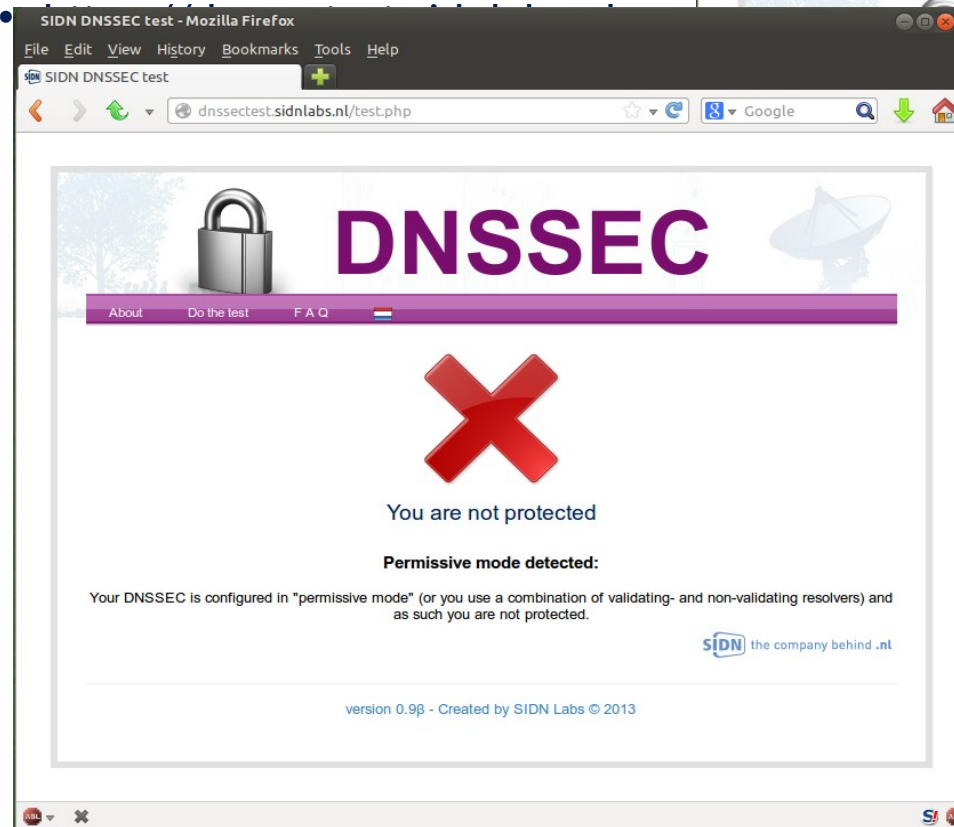 SIDN DNSSEC test - Mozilla Firefox
File Edit View History Bookmarks Tools Help
SIDN DNSSEC test
dnssectest.sidnlabs.nl/test.php
Google
DNSSEC
About Do the test F A Q
You are not protected
Permissive mode detected:
Your DNSSEC is configured in "permissive mode" (or you use a combination of validating- and non-validating resolvers) and
as such you are not protected.
SIDN the company behind .nl
version 0.9β - Created by SIDN Labs © 2013
ABL
S!